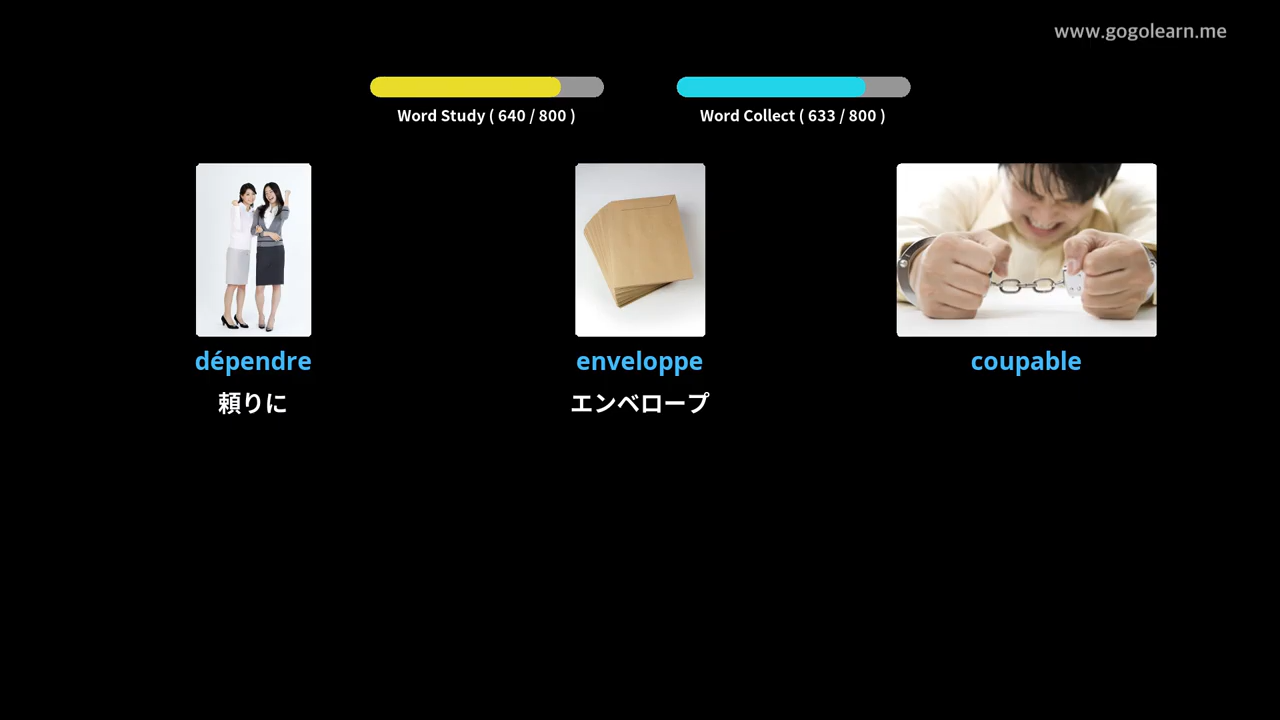 www.gogolearn.me
Word Study ( 640 / 800 )
Word Collect ( 633 / 800 )
dépendre
enveloppe
coupable
頼りに
エンベロープ